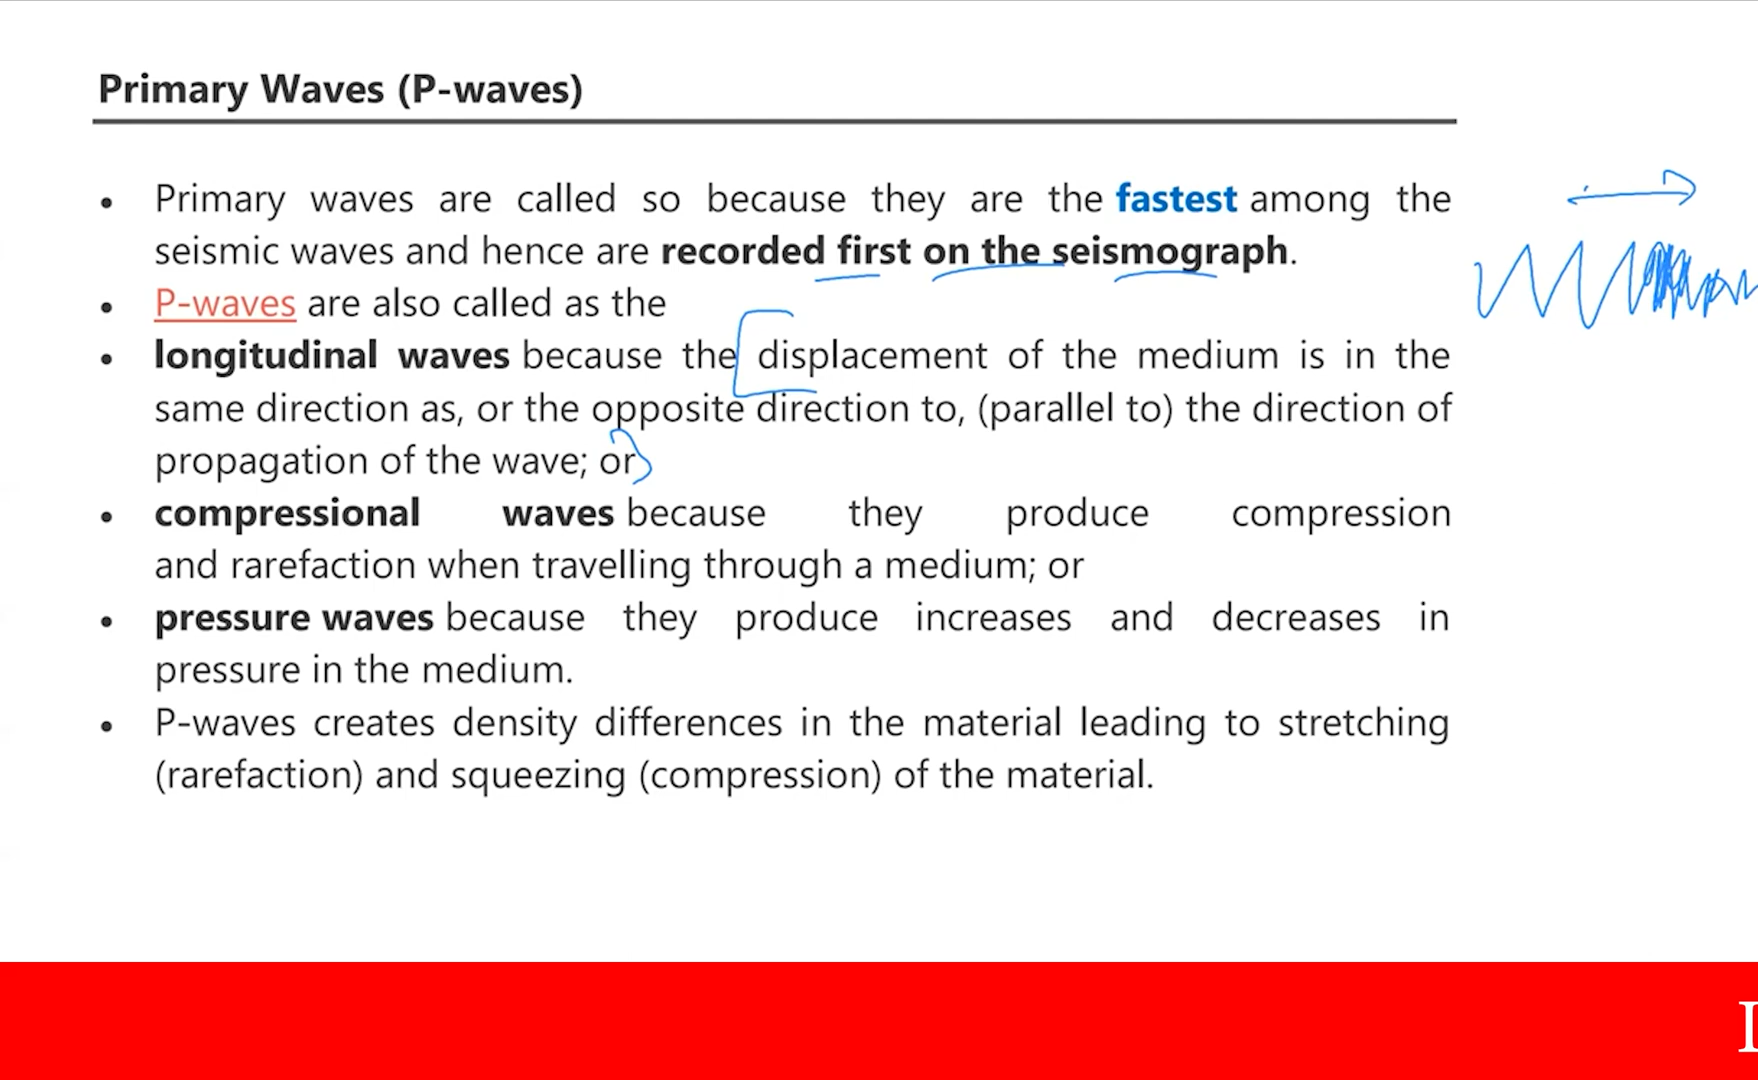 Primary Waves (P-waves)
• Primary waves are called so because they are the fastest among the
seismic waves and hence are recorded first on the seismograph.
• P-waves are also called as the
• longitudinal waves because the displacement of the medium is in the
same direction as, or the opposite direction to, (parallel to) the direction of
propagation of the wave; or
• compressional waves because they produce compression
and rarefaction when travelling through a medium; or
• pressure waves because they produce increases and decreases in
pressure in the medium.
• P-waves creates density differences in the material leading to stretching
(rarefaction) and squeezing (compression) of the material.